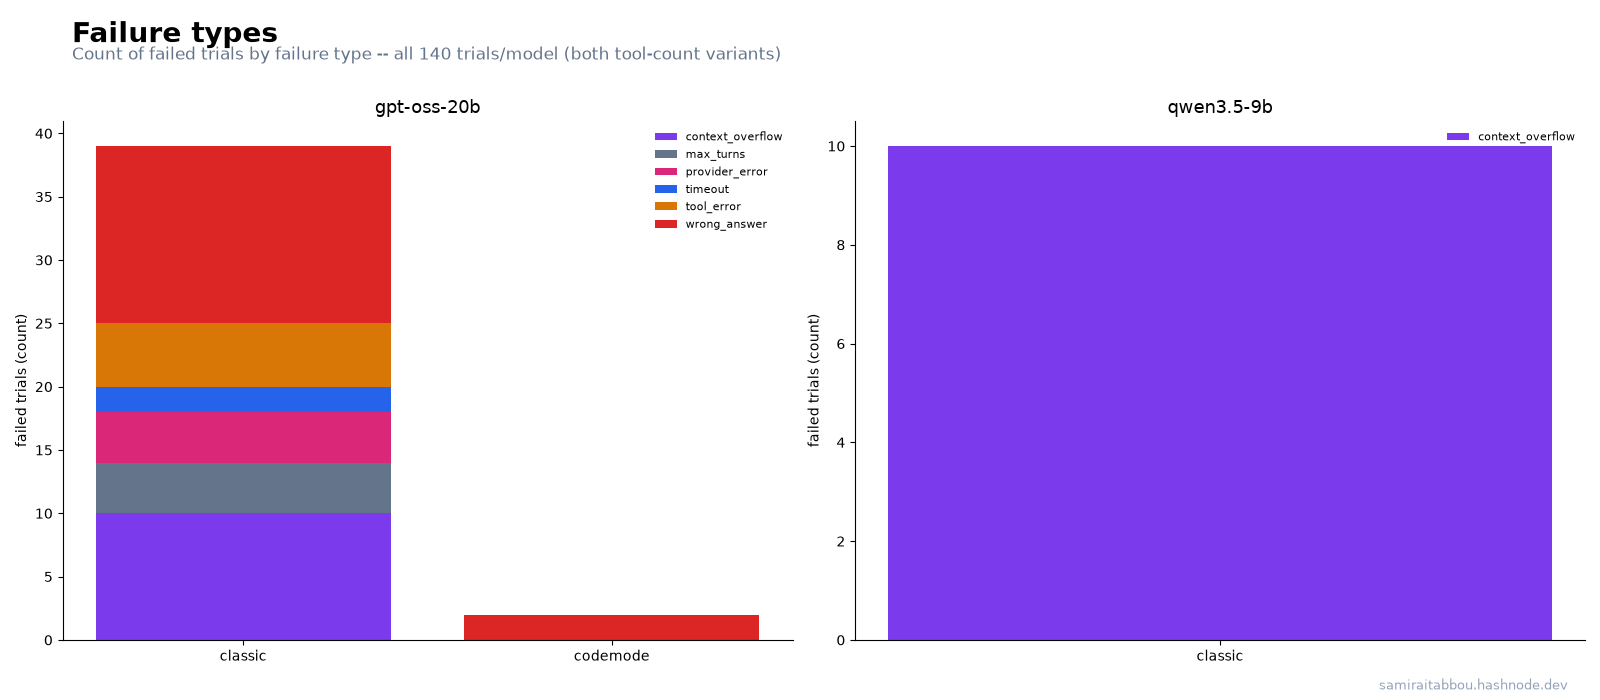 Failure types
Count of failed trials by failure type -- all 140 trials/model (both tool-count variants)
gpt-oss-20b
failed trials (count)
40
35
30
25
20
15
10
5
0
context_overflow
max_turns
provider_error
timeout
tool_error
wrong_answer
classic
codemode
qwen3.5-9b
failed trials (count)
10
8
6
4
2
0
context_overflow
classic
samiraitabbou.hashnode.dev